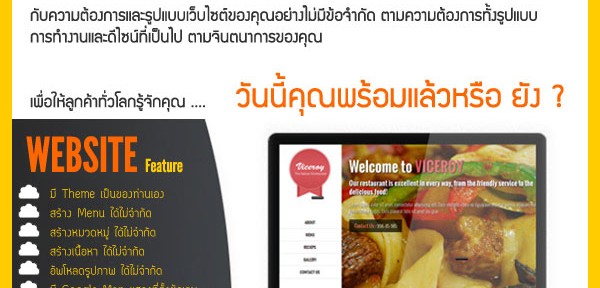 กับความต้องการและรูปแบบเว็บไซต์ของคุณอย่างไม่มีข้อจำกัด ตามความต้องการทั้งรูปแบบ
การทำงานและดีไซน์ที่เป็นไป ตามจินตนาการของคุณ
เพื่อให้ลูกค้าทั่วโลกรู้จักคุณ .... วันนี้คุณพร้อมแล้วหรือ ยัง ?
WEBSITE Feature
มี Theme เป็นของท่านเอง
สร้าง Menu ได้ไม่จำกัด
สร้างหมวดหมู่ ได้ไม่จำกัด
สร้างเนื้อหา ได้ไม่จำกัด
อัพโหลดรูปภาพ ได้ไม่จำกัด
Viceroy
Welcome to VICEROY
Our restaurant is excellent in every way, from the friendly service to the
delicious food!
ABOUT
MENU
RECIPE
GALLERY
CONTACT US